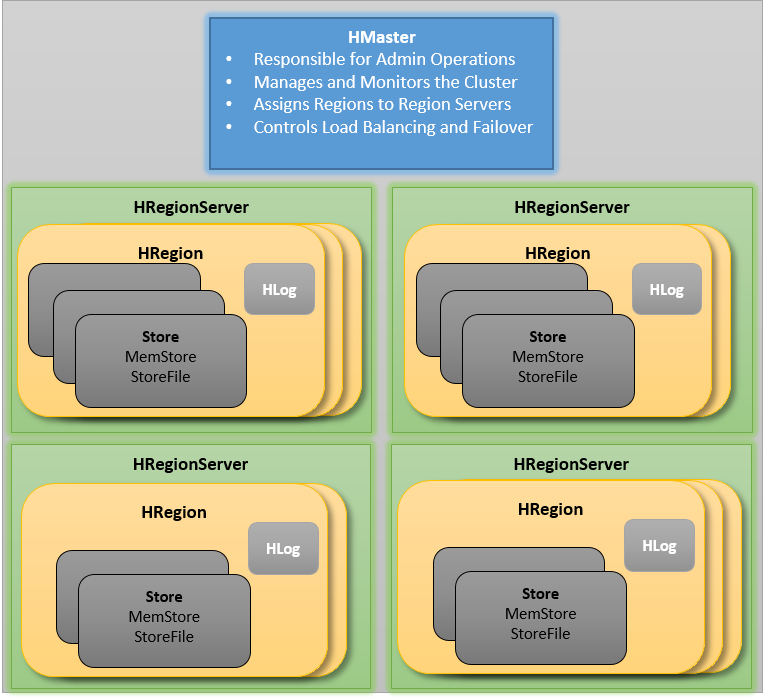 HMaster
• Responsible for Admin Operations
• Manages and Monitors the Cluster
• Assigns Regions to Region Servers
• Controls Load Balancing and Failover
HRegionServer
HRegion
HLog
Store
MemStore
StoreFile
HRegionServer
HRegion
HLog
Store
MemStore
StoreFile
HRegionServer
HRegion
HLog
Store
MemStore
StoreFile
HRegionServer
HRegion
HLog
Store
MemStore
StoreFile